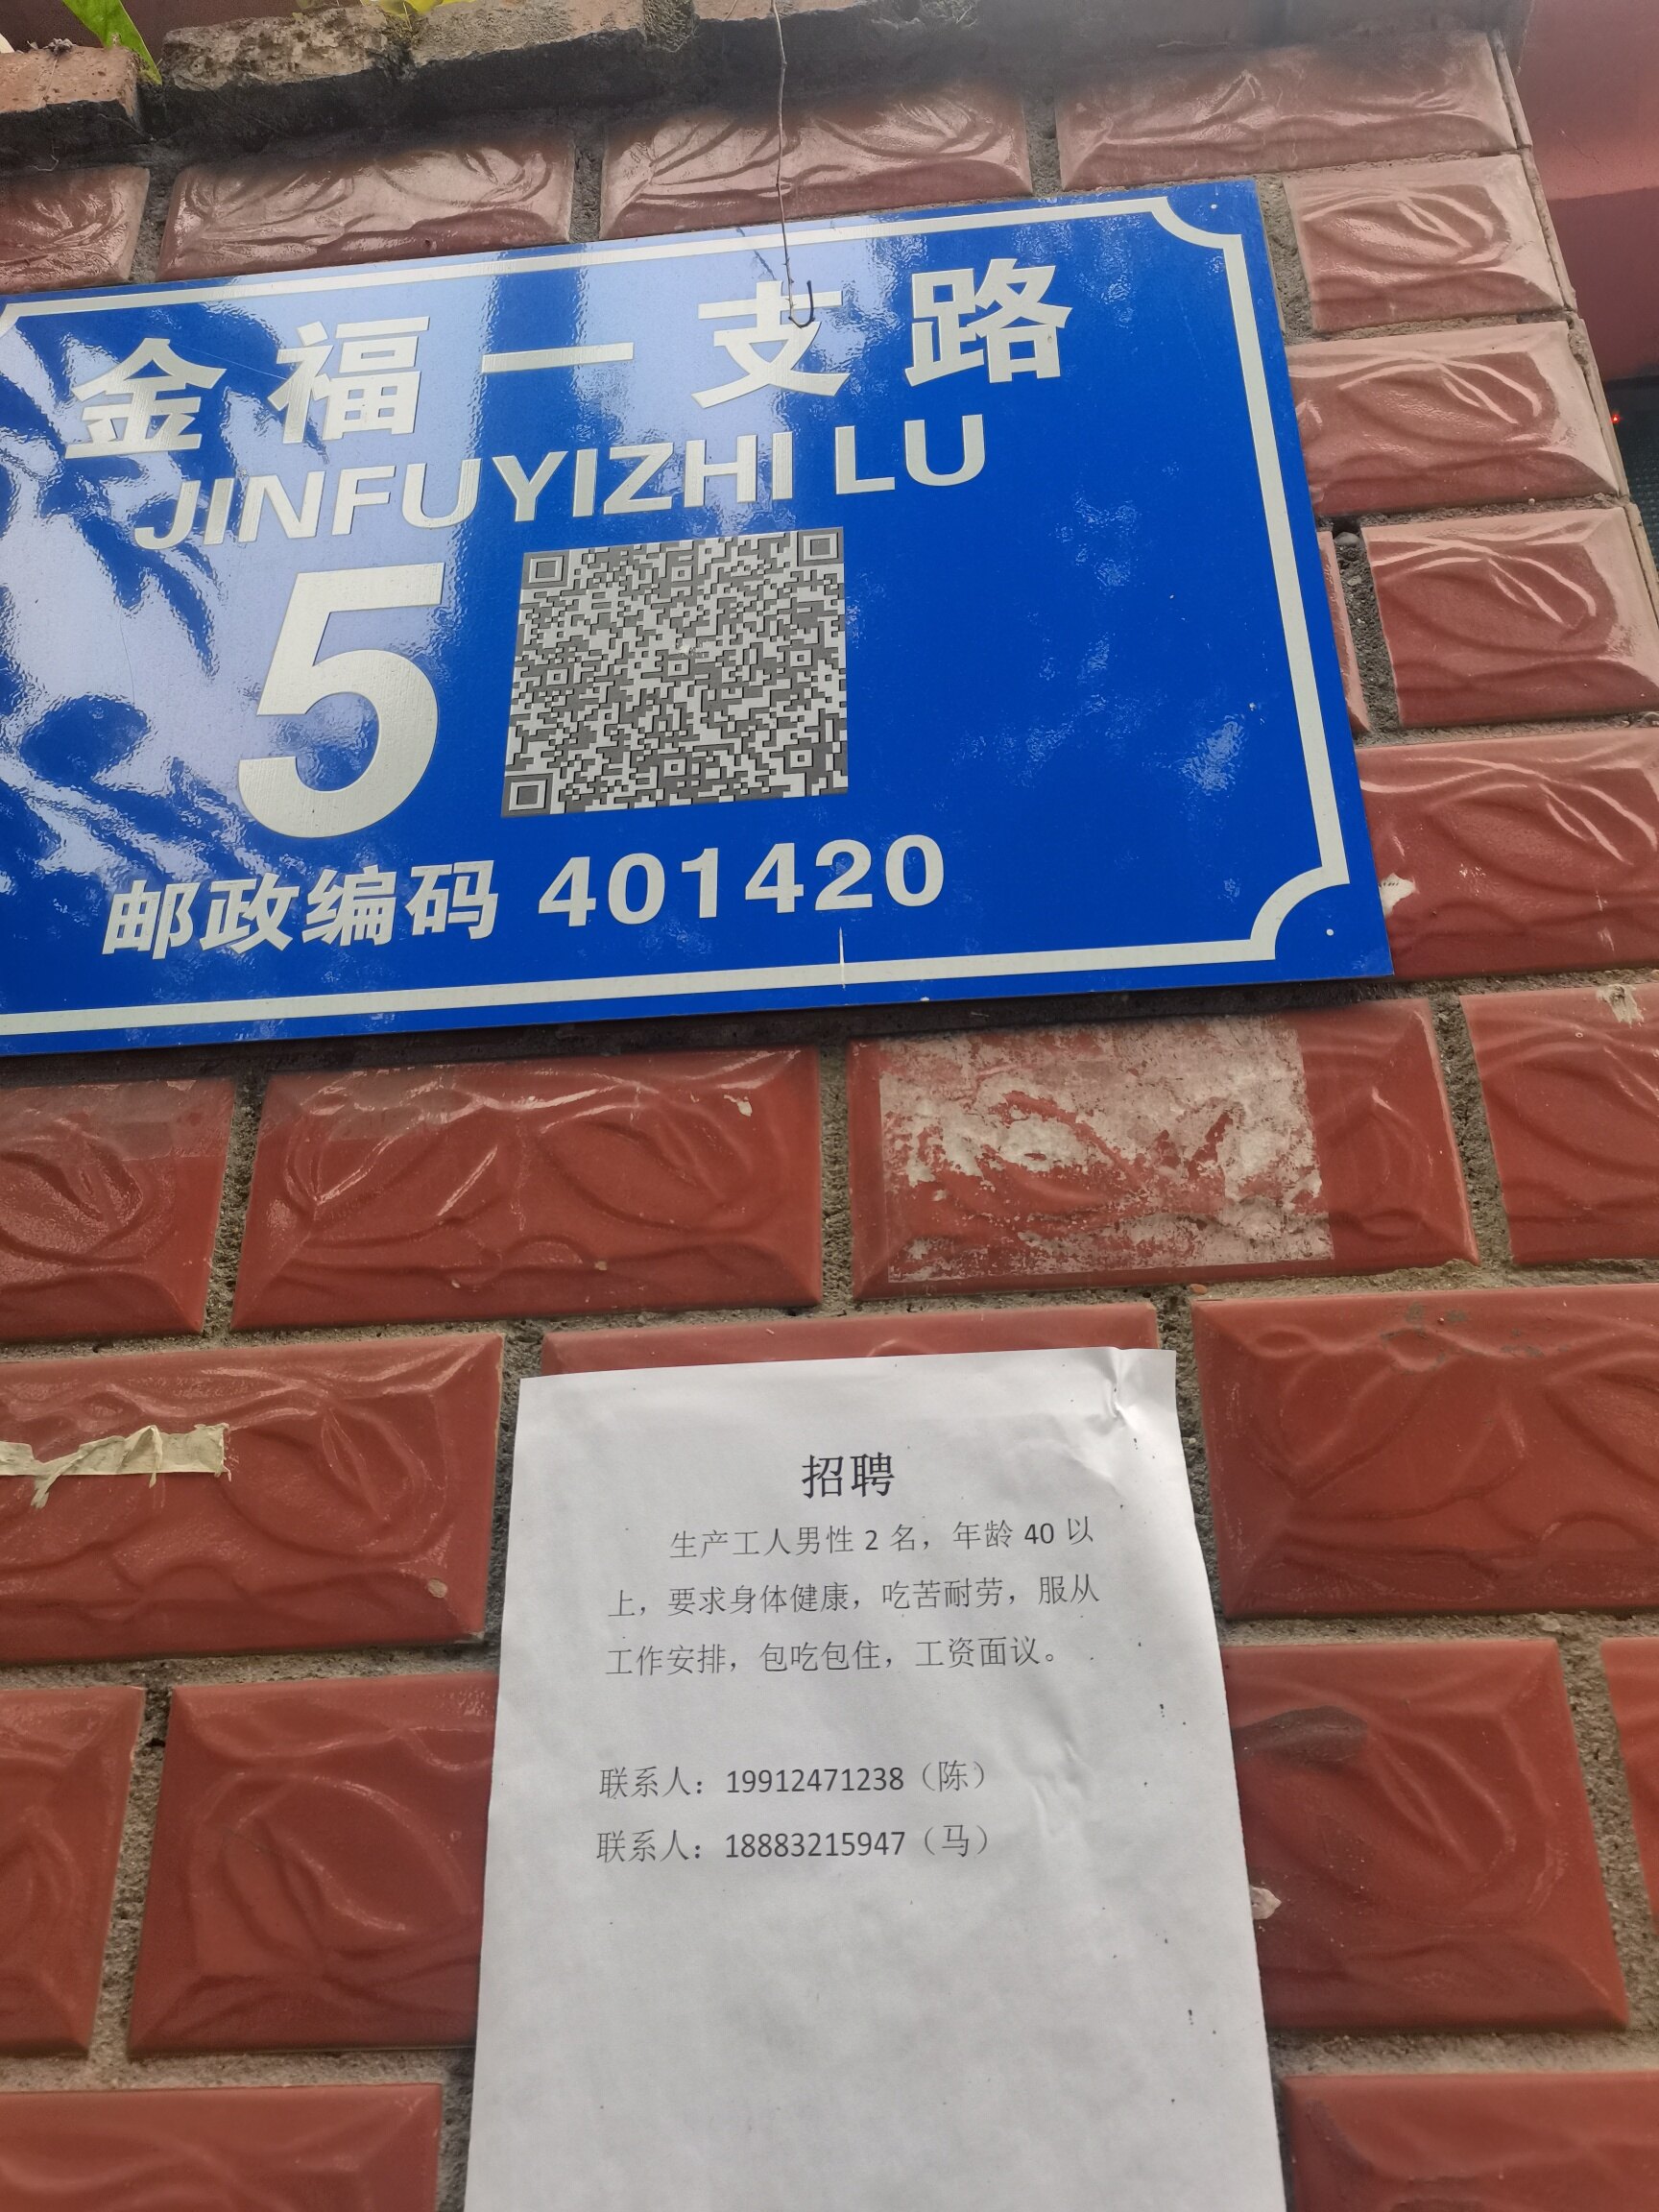 金福一支路
JINFUYIZHI LU
5
邮政编码 401420
招聘
生产工人男性 2 名，年龄 40 以
上，要求身体健康，吃苦耐劳，服从
工作安排，包吃包住，工资面议。
联系人：19912471238（陈）
联系人：18883215947（马）